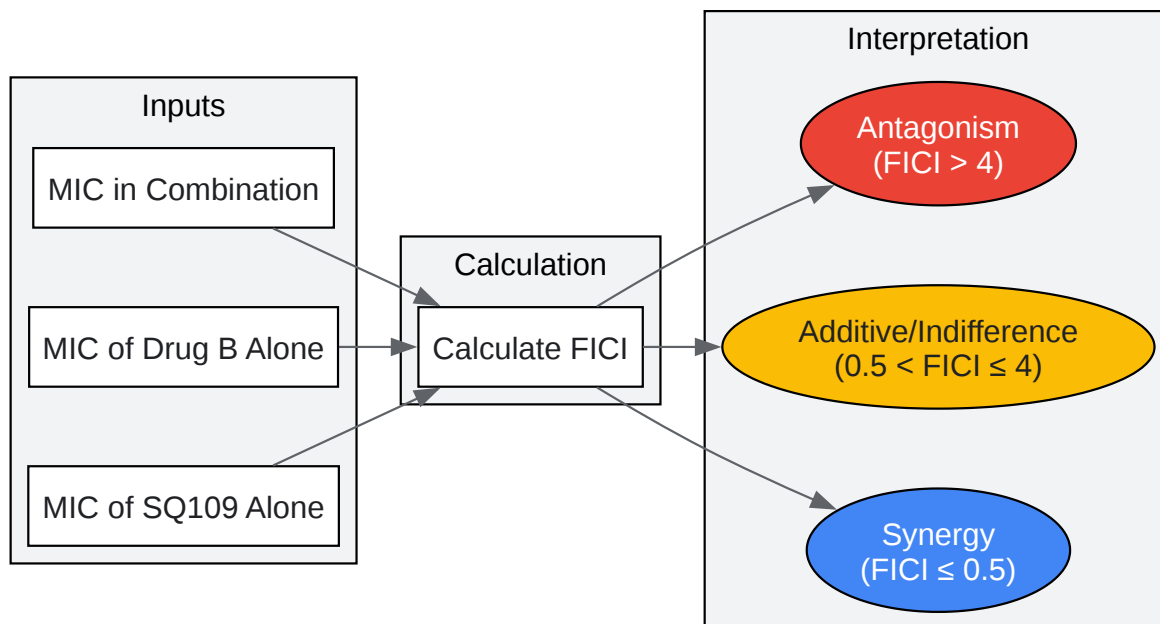 Inputs
MIC in Combination
MIC of Drug B Alone
MIC of SQ109 Alone
Calculation
Calculate FICI
Interpretation
Antagonism
(FICI > 4)
Additive/Indifference
(0.5 < FICI ≤ 4)
Synergy
(FICI ≤ 0.5)